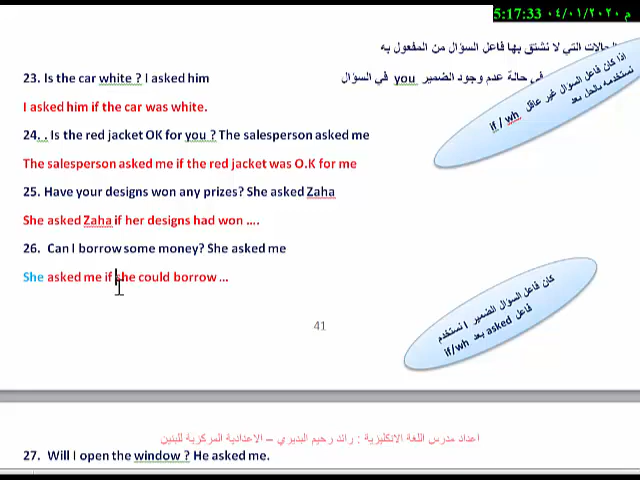 5:17:33 ٠٤/٠١/٢٠٢٠ م
الحالات التي لا نشتق بها فاعل السؤال من المفعول به
في حالة عدم وجود الضمير you في السؤال
اذا كان فاعل السؤال غير عاقل
نستخدمه بالحل بعد
if / wh
23. Is the car white ? I asked him
I asked him if the car was white.
24. . Is the red jacket OK for you ? The salesperson asked me
The salesperson asked me if the red jacket was O.K for me
25. Have your designs won any prizes? She asked Zaha
She asked Zaha if her designs had won ....
26. Can I borrow some money? She asked me
She asked me if she could borrow ...
كان فاعل السؤال الضمير I نستخدم
فاعل asked بعد
if/wh
41
اعداد مدرس اللغة الانكليزية : رائد رحيم البديري – الاعدادية المركزية للبنين
27. Will I open the window ? He asked me.